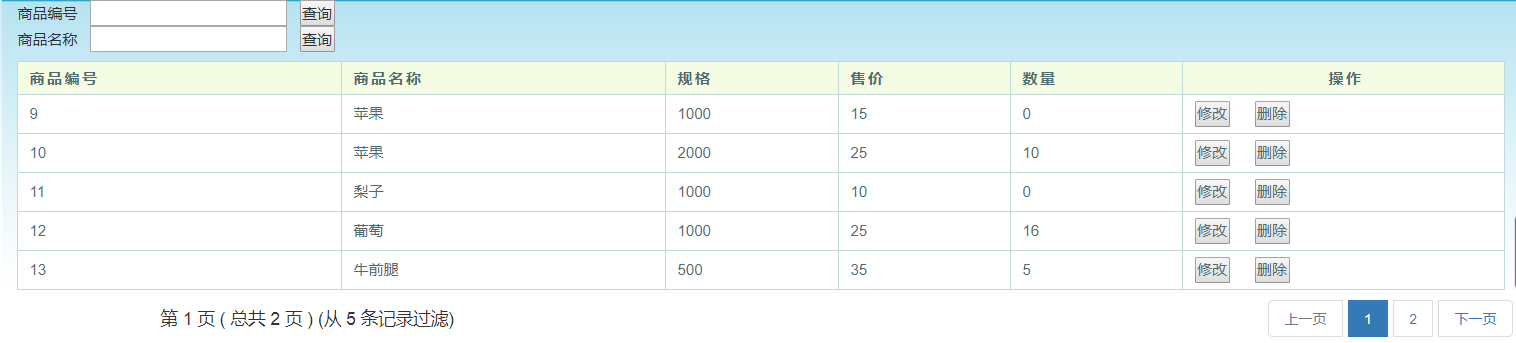 商品编号 查询
商品名称 查询
商品编号 商品名称 规格 售价 数量 操作
9 苹果 1000 15 0 修改 删除
10 苹果 2000 25 10 修改 删除
11 梨子 1000 10 0 修改 删除
12 葡萄 1000 25 16 修改 删除
13 牛前腿 500 35 5 修改 删除
第 1 页 ( 总共 2 页 ) (从 5 条记录过滤) 上一页 1 2 下一页